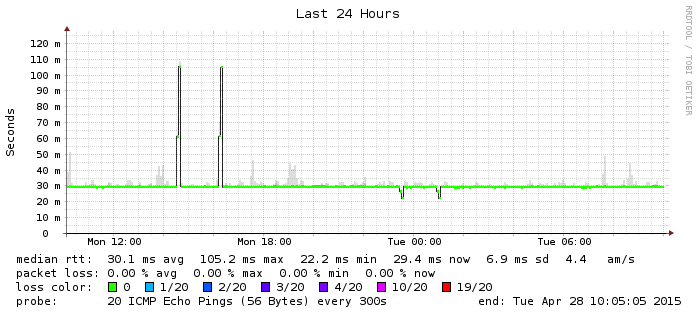 Last 24 Hours
RRDTOOL / TOBI OETIKER
Seconds
120 m
110 m
100 m
90 m
80 m
70 m
60 m
50 m
40 m
30 m
20 m
10 m
0
Mon 12:00 Mon 18:00 Tue 00:00 Tue 06:00
median rtt: 30.1 ms avg 105.2 ms max 22.2 ms min 29.4 ms now 6.9 ms sd 4.4 am/s
packet loss: 0.00 % avg 0.00 % max 0.00 % min 0.00 % now
loss color: 0 1/20 2/20 3/20 4/20 10/20 19/20
probe: 20 ICMP Echo Pings (56 Bytes) every 300s end: Tue Apr 28 10:05:05 2015